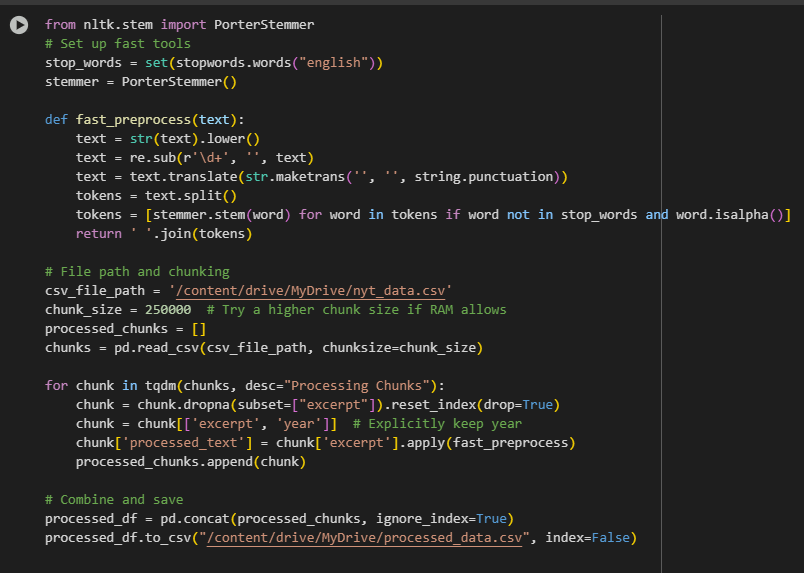 from nltk.stem import PorterStemmer
# Set up fast tools
stop_words = set(stopwords.words("english"))
stemmer = PorterStemmer()

def fast_preprocess(text):
    text = str(text).lower()
    text = re.sub(r'\d+', '', text)
    text = text.translate(str.maketrans('', '', string.punctuation))
    tokens = text.split()
    tokens = [stemmer.stem(word) for word in tokens if word not in stop_words and word.isalpha()]
    return ' '.join(tokens)

# File path and chunking
csv_file_path = '/content/drive/MyDrive/nyt_data.csv'
chunk_size = 250000  # Try a higher chunk size if RAM allows
processed_chunks = []
chunks = pd.read_csv(csv_file_path, chunksize=chunk_size)

for chunk in tqdm(chunks, desc="Processing Chunks"):
    chunk = chunk.dropna(subset=["excerpt"]).reset_index(drop=True)
    chunk = chunk[['excerpt', 'year']]  # Explicitly keep year
    chunk['processed_text'] = chunk['excerpt'].apply(fast_preprocess)
    processed_chunks.append(chunk)

# Combine and save
processed_df = pd.concat(processed_chunks, ignore_index=True)
processed_df.to_csv("/content/drive/MyDrive/processed_data.csv", index=False)